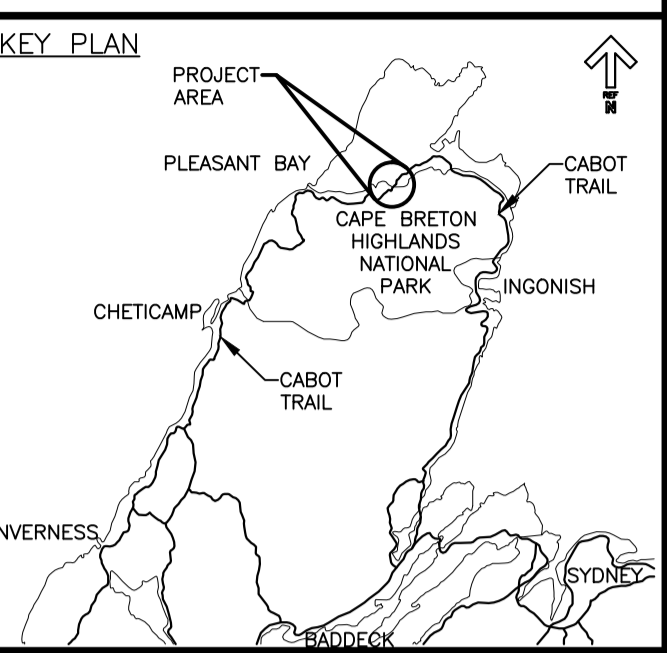 KEY PLAN
PROJECT
AREA
REF
N
PLEASANT BAY
CABOT
TRAIL
CAPE BRETON
HIGHLANDS
NATIONAL
PARK
INGONISH
CHETICAMP
CABOT
TRAIL
NVERNESS
SYDNEY
BADDECK